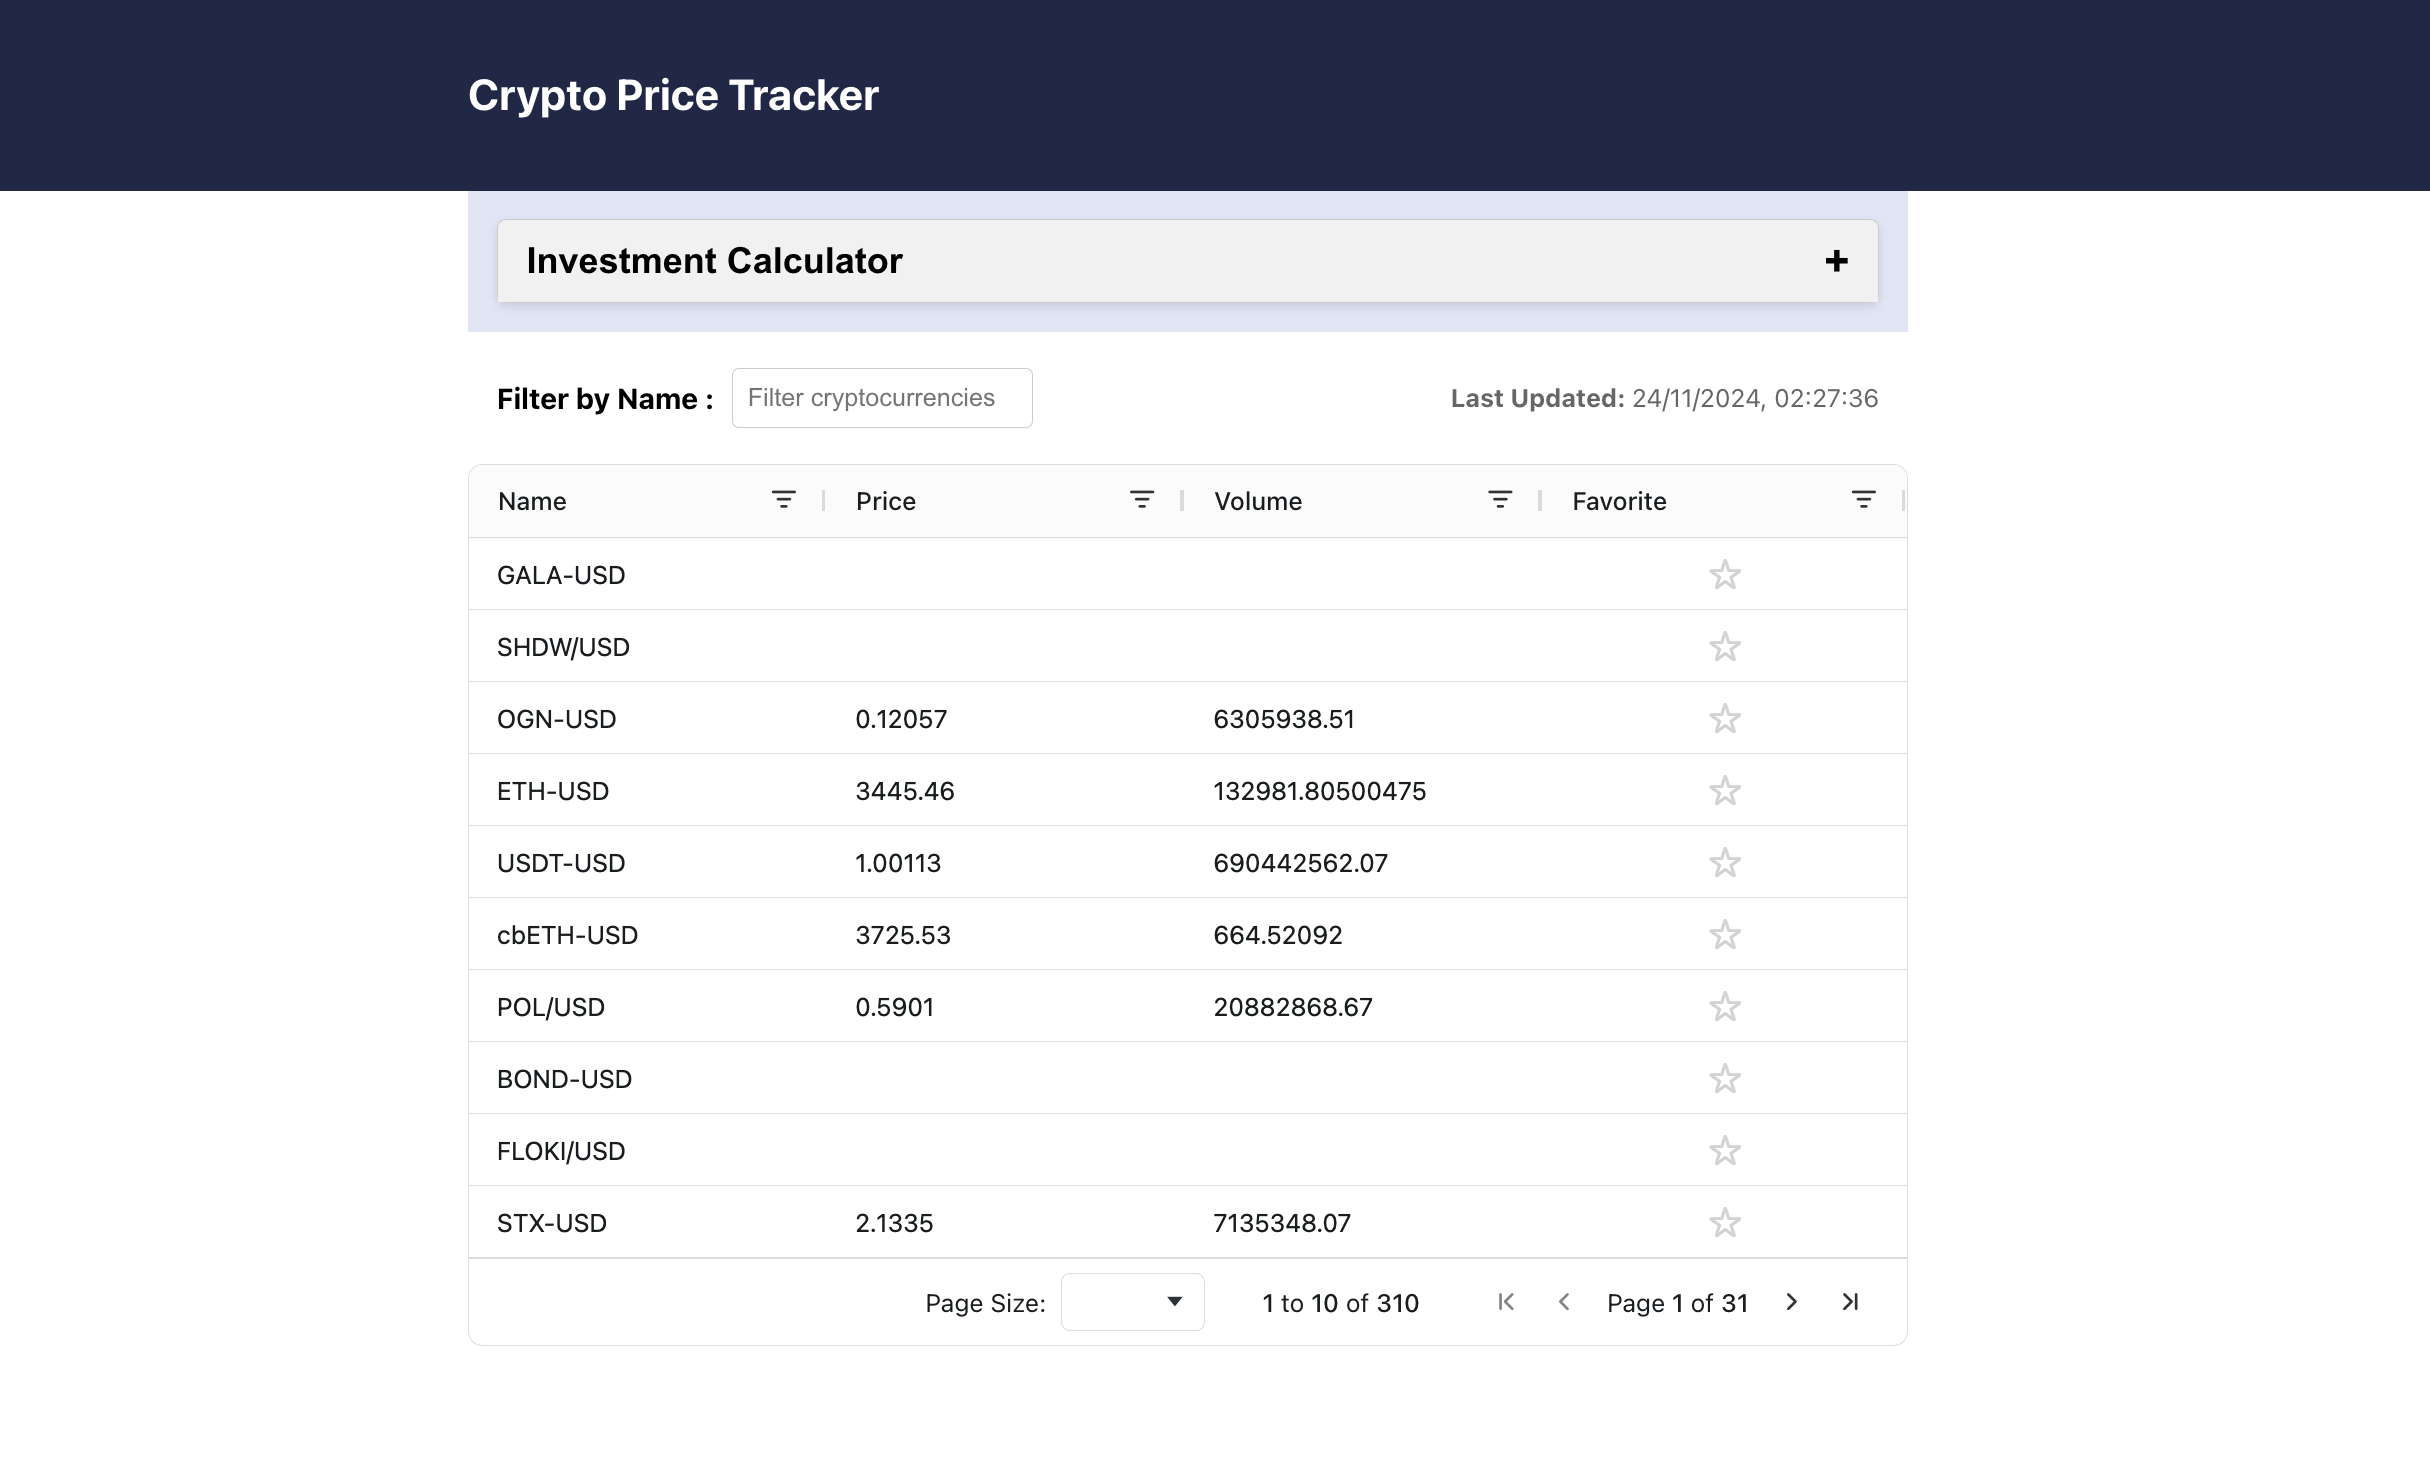 Crypto Price Tracker
Investment Calculator +
Filter by Name : Filter cryptocurrencies Last Updated: 24/11/2024, 02:27:36
Name Price Volume Favorite
GALA-USD
SHDW/USD
OGN-USD 0.12057 6305938.51
ETH-USD 3445.46 132981.80500475
USDT-USD 1.00113 690442562.07
cbETH-USD 3725.53 664.52092
POL/USD 0.5901 20882868.67
BOND-USD
FLOKI/USD
STX-USD 2.1335 7135348.07
Page Size: 1 to 10 of 310 Page 1 of 31